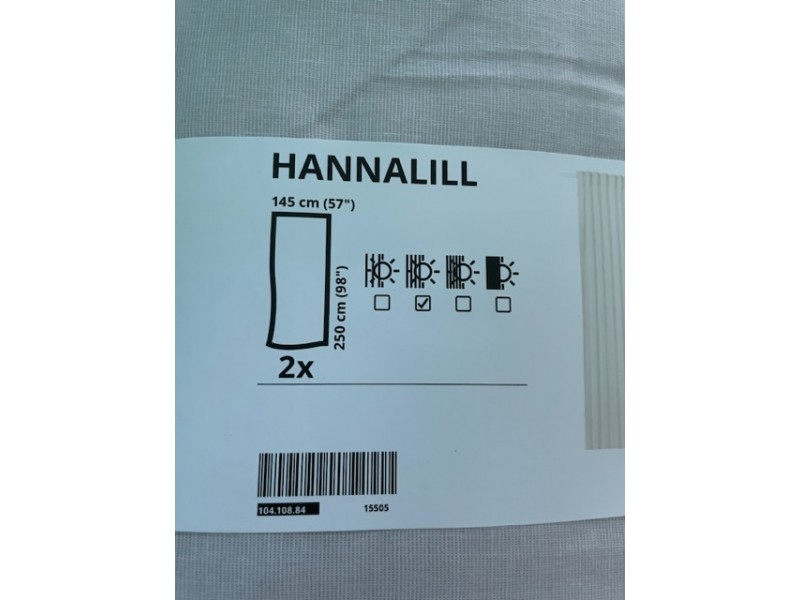 HANNALILL
145 cm (57")
250 cm (98")
2x
104.108.84
15505